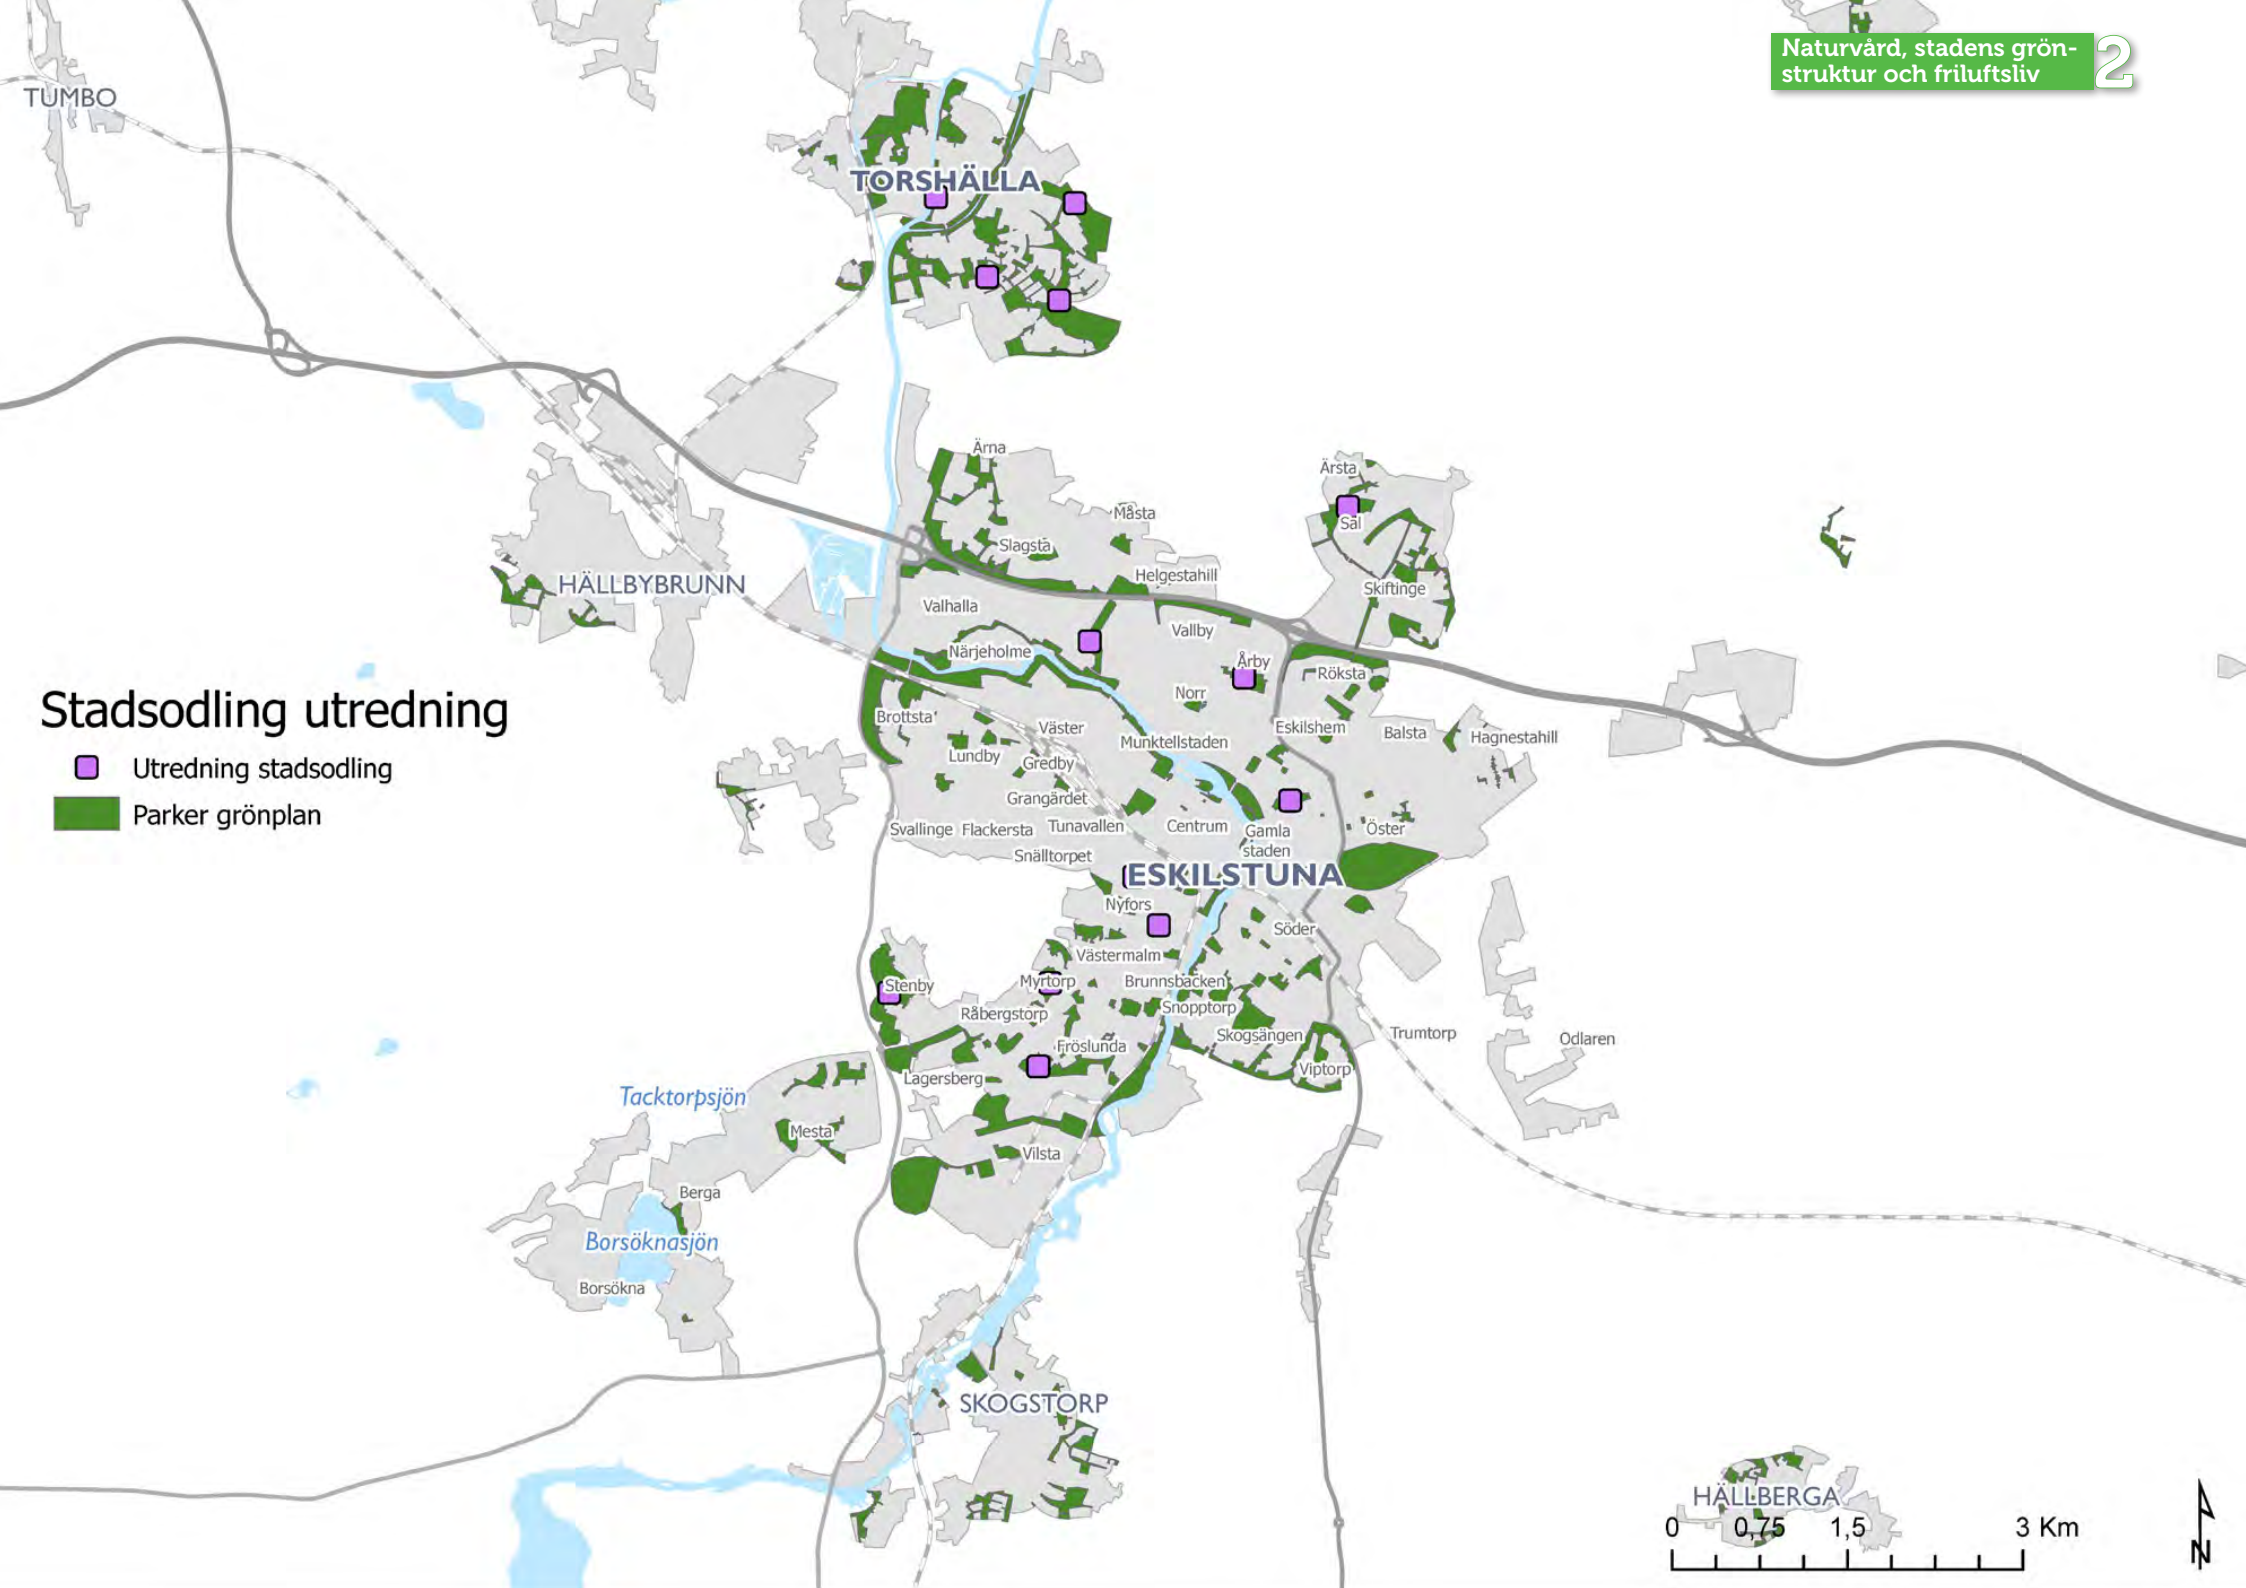 Naturvård, stadens grön-
struktur och friluftsliv
2
TUMBO
TORSHÄLLA
Ärna
Ärsta
Måsta
Sal
Slagsta
Helgestahill
HÄLLBYBRUNN
Skiftinge
Valhalla
Vallby
Närjeholme
Årby
Röksta
Norr
Stadsodling utredning
Utredning stadsodling
Parker grönplan
Brottsta
Väster
Eskilshem
Balsta
Hagnestahill
Munktellstaden
Lundby
Gredby
Grangärdet
Svallinge
Flackersta
Tunavallen
Centrum
Gamla
staden
Öster
Snälltorpet
ESKILSTUNA
Nyfors
Söder
Västermalm
Stenby
Myrtorp
Brunnsbacken
Råbergstorp
Snopptorp
Skogsängen
Trumtorp
Odlaren
Fröslunda
Viptorp
Lagersberg
Tacktorpsjön
Mesta
Vilsta
Berga
Borsöknasjön
Borsökna
SKOGSTORP
HÄLLBERGA
0 0,75 1,5 3 Km
N